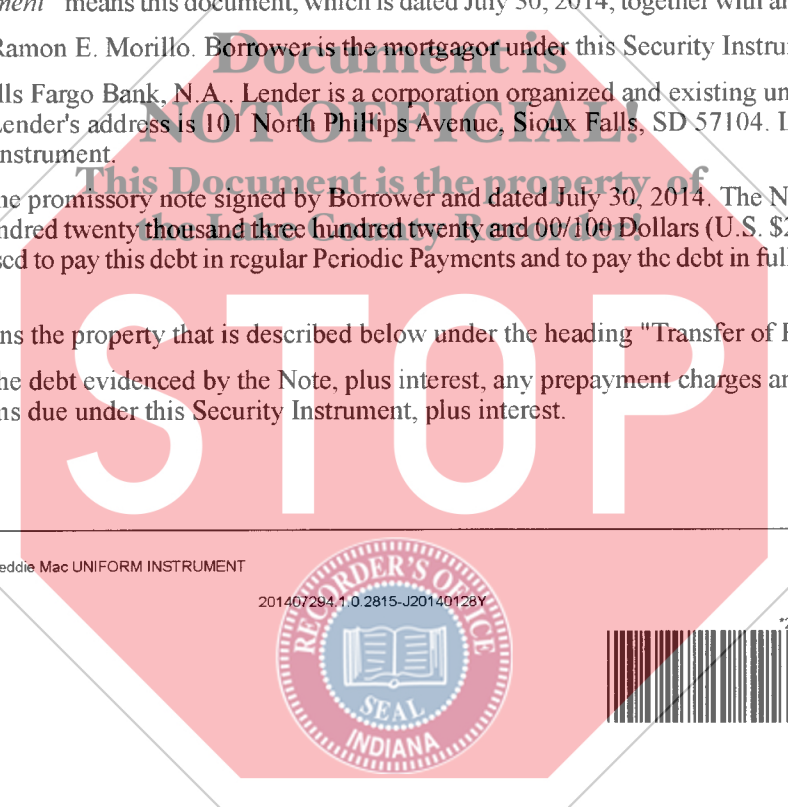 ment" means this document, which is dated July 30, 2014, together with
Ramon E. Morillo. Borrower is the mortgagor under this Security Instru
lls Fargo Bank, N.A.. Lender is a corporation organized and existing un
Lender's address is 101 North Phillips Avenue, Sioux Falls, SD 57104. L
nstrument.
he promissory note signed by Borrower and dated July 30, 2014. The N
ndred twenty thousand three hundred twenty and 00/100 Dollars (U.S. $2
sed to pay this debt in regular Periodic Payments and to pay the debt in full
ns the property that is described below under the heading "Transfer of
he debt evidenced by the Note, plus interest, any prepayment charges
ns due under this Security Instrument, plus interest.
Document is
NOT OFFICIAL!
This Document is the property of
the Lake County Recorder!
STOP
eddie Mac UNIFORM INSTRUMENT
201407294.1.0.2815-J20140128Y
RECORDER'S OFFICE
SEAL
INDIANA